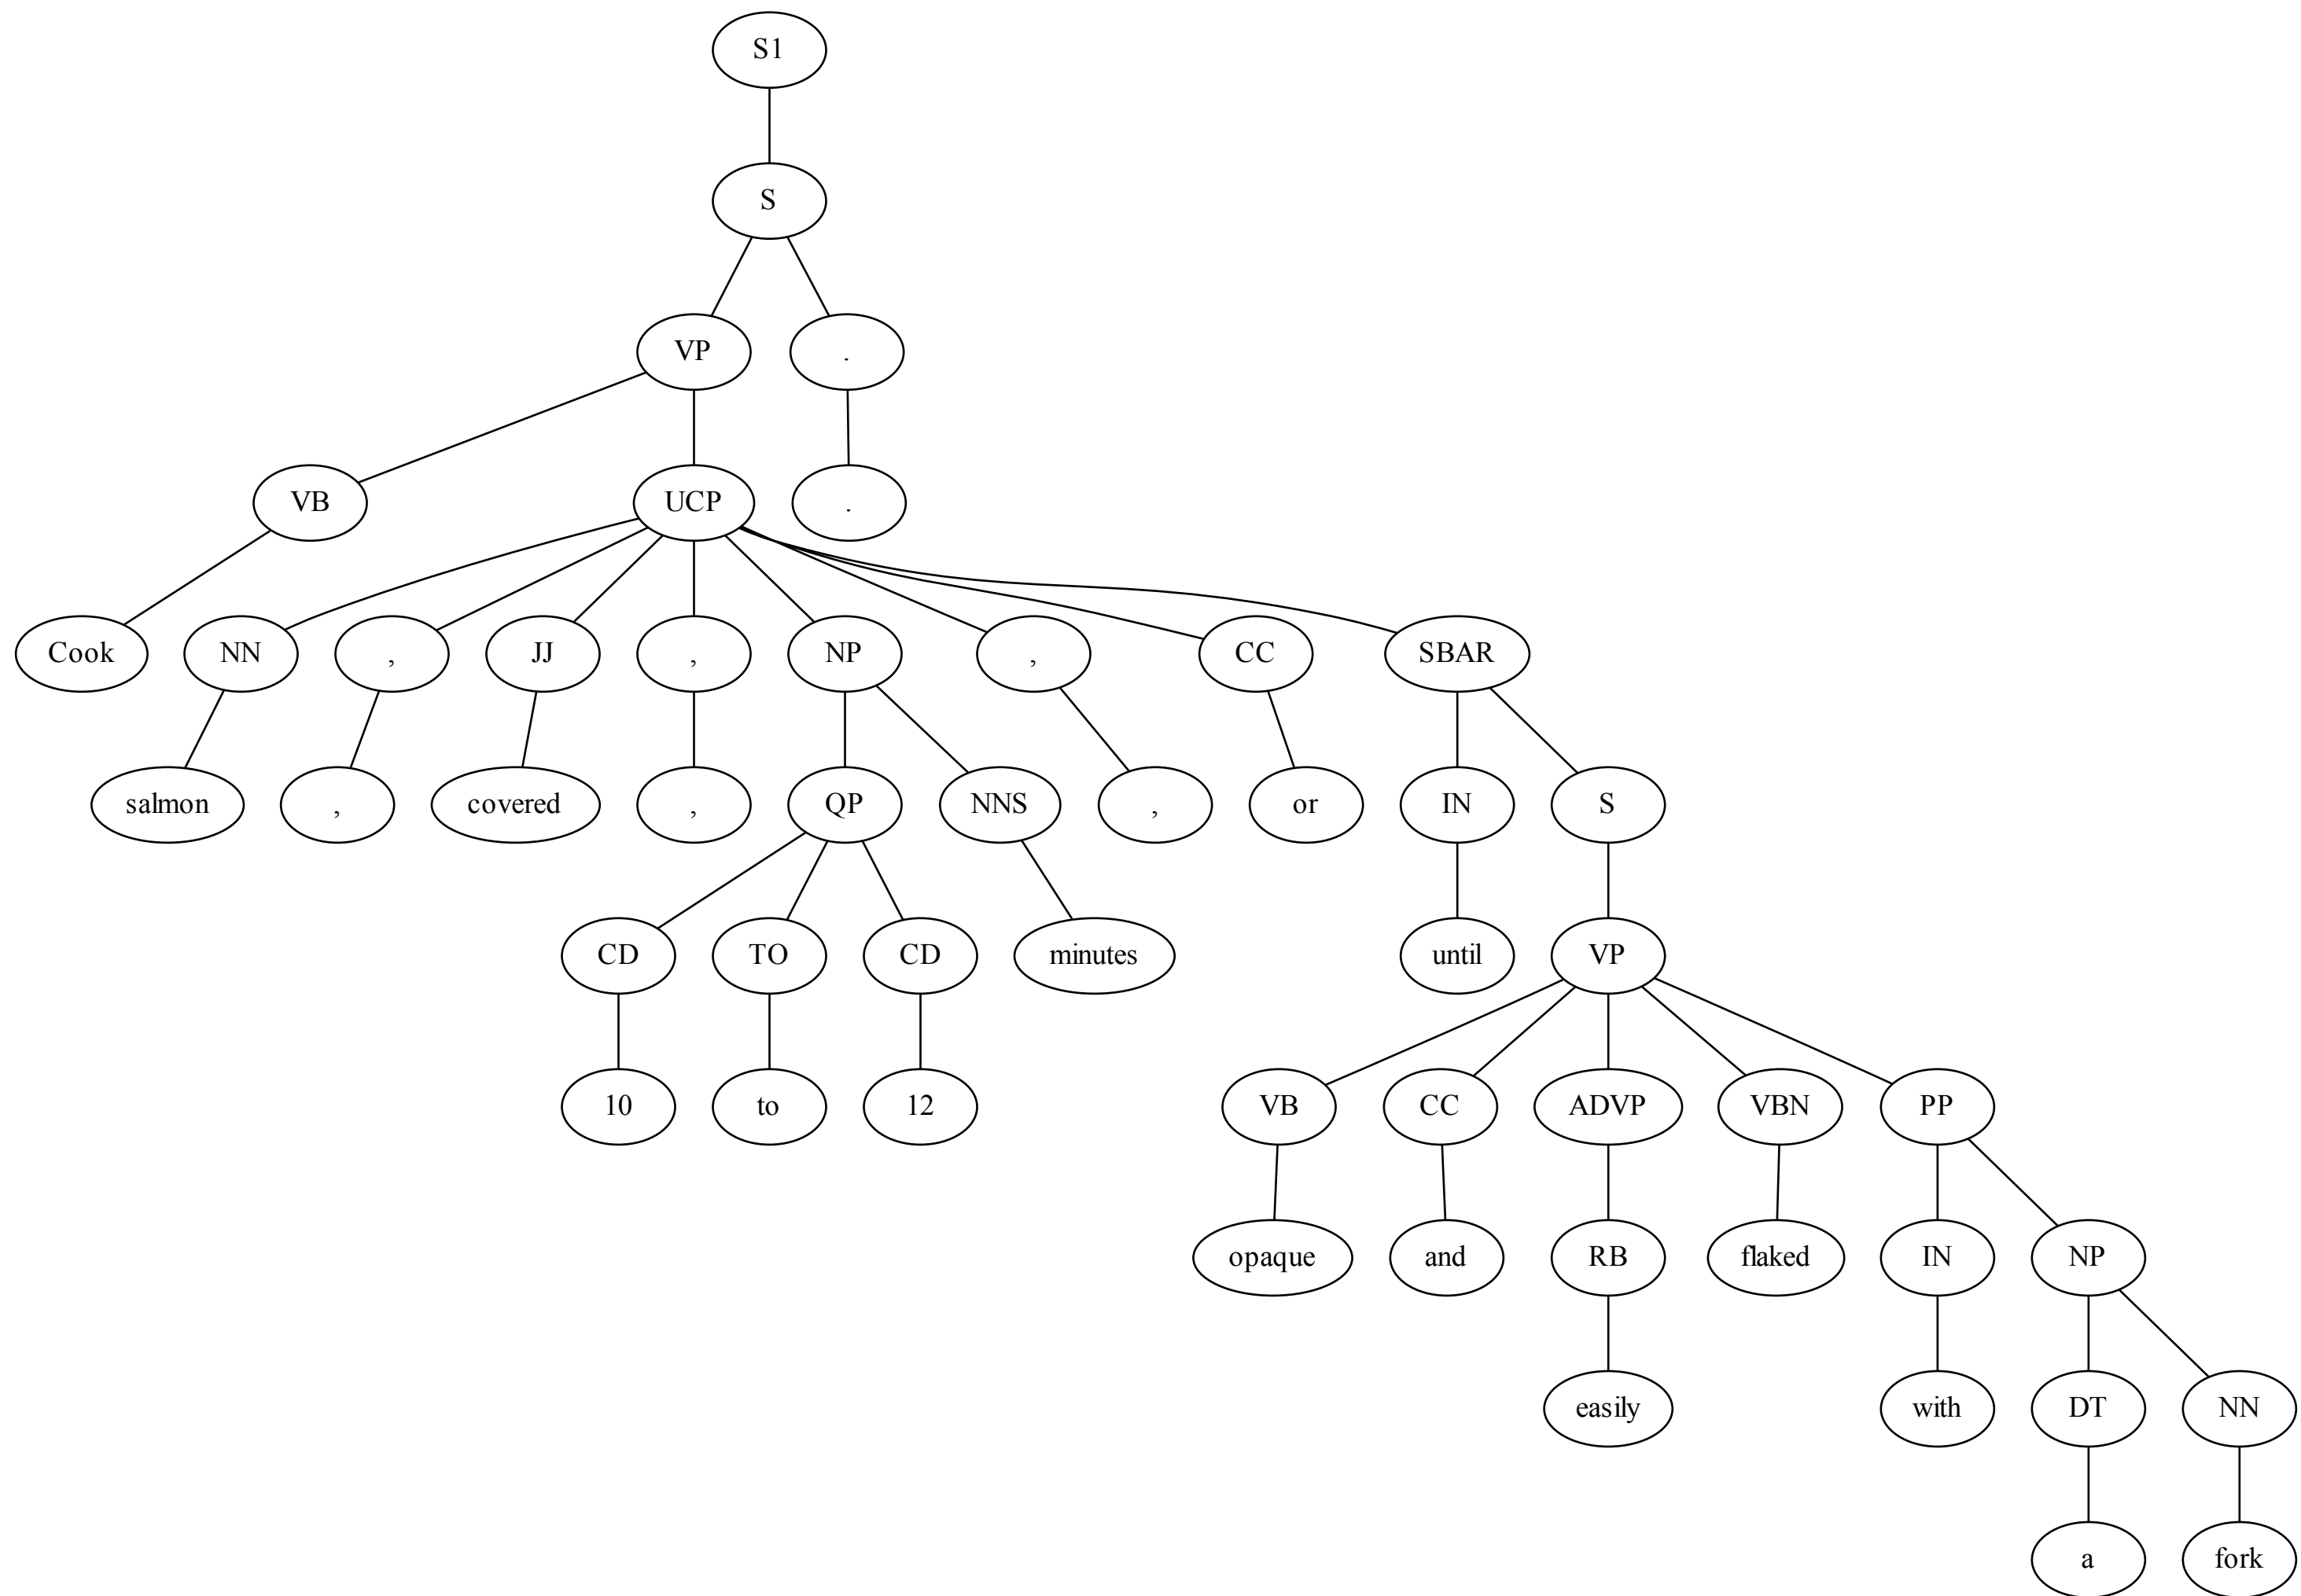 S1
S
VP .
VB UCP .
Cook NN , JJ , NP , CC SBAR
salmon , covered , QP NNS , or IN S
CD TO CD minutes until VP
10 to 12 VB CC ADVP VBN PP
opaque and RB flaked IN NP
easily with DT NN
a fork